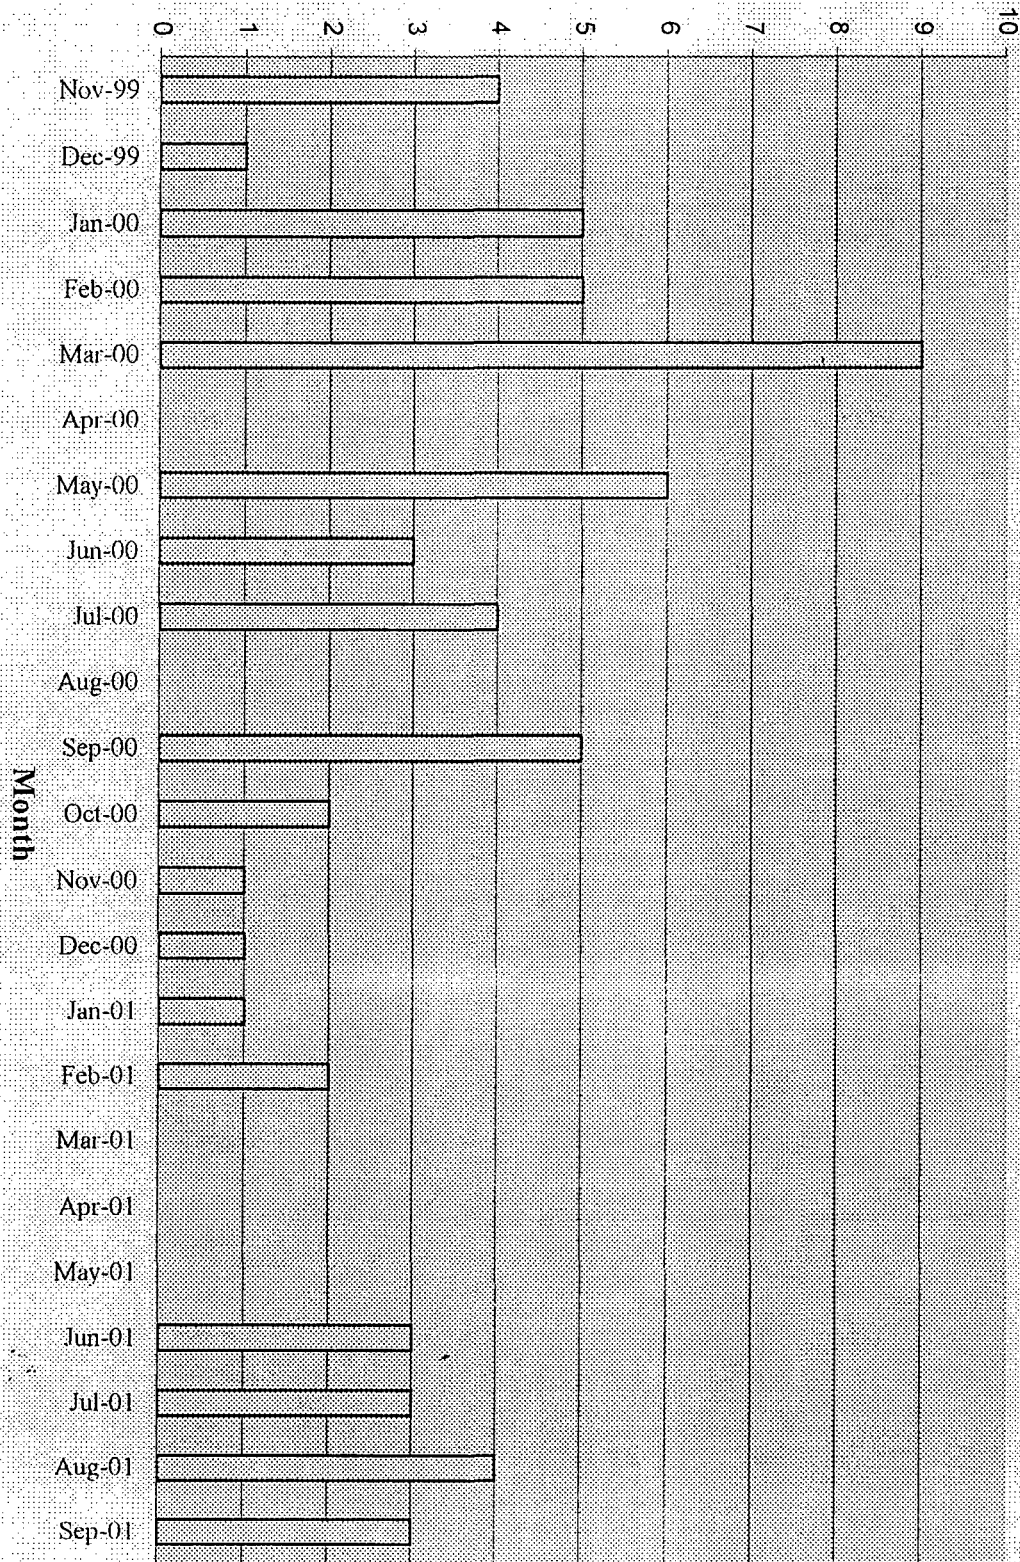 0
1
2
3
4
5
6
7
8
9
10
Nov-99
Dec-99
Jan-00
Feb-00
Mar-00
Apr-00
May-00
Jun-00
Jul-00
Aug-00
Sep-00
Oct-00
Nov-00
Dec-00
Jan-01
Feb-01
Mar-01
Apr-01
May-01
Jun-01
Jul-01
Aug-01
Sep-01
Month